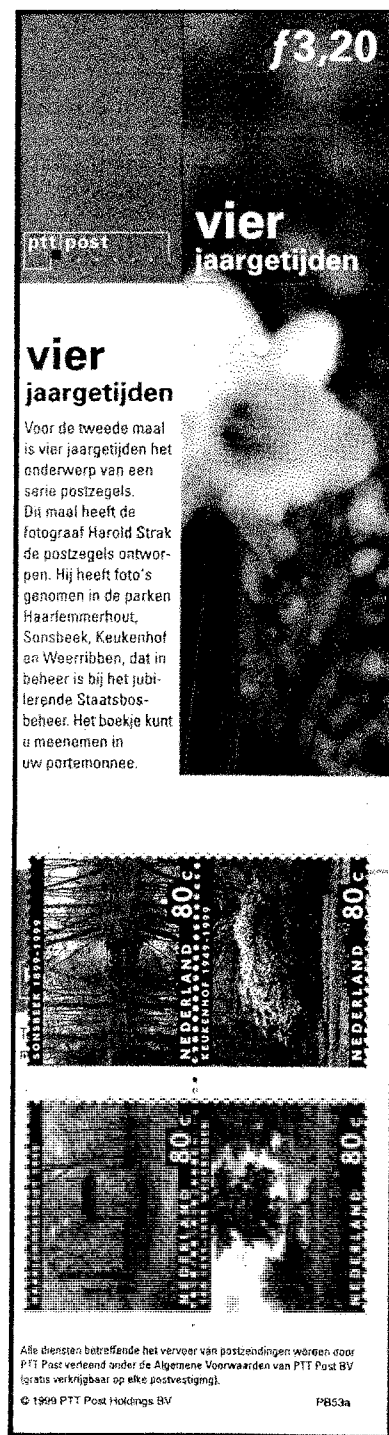 f3,20
ptt post
vier
jaargetijden
vier
jaargetijden
Voor de tweede maal
is vier jaargetijden het
onderwerp van een
serie postzegels.
Dit maal heeft de
fotograaf Harold Strak
de postzegels ontwor-
pen. Hij heeft foto's
genomen in de parken
Haarlemmerhout,
Sonsbeek, Keukenhof
en Weerribben, dat in
beheer is bij het jubi-
lerende Staatsbos-
beheer. Het boekje kunt
u meenemen in
uw portemonnee.
SONSBEEK 1899-1999
NEDERLAND 80c
KEUKENHOF 1949-1999
NEDERLAND 80c
NEDERLAND 80c
NEDERLAND 80c
Alle diensten betreffende het vervoer van postzendingen worden door
PTT Post verleend onder de Algemene Voorwaarden van PTT Post BV
(gratis verkrijgbaar op elke postvestiging).
© 1999 PTT Post Holdings BV PB53a